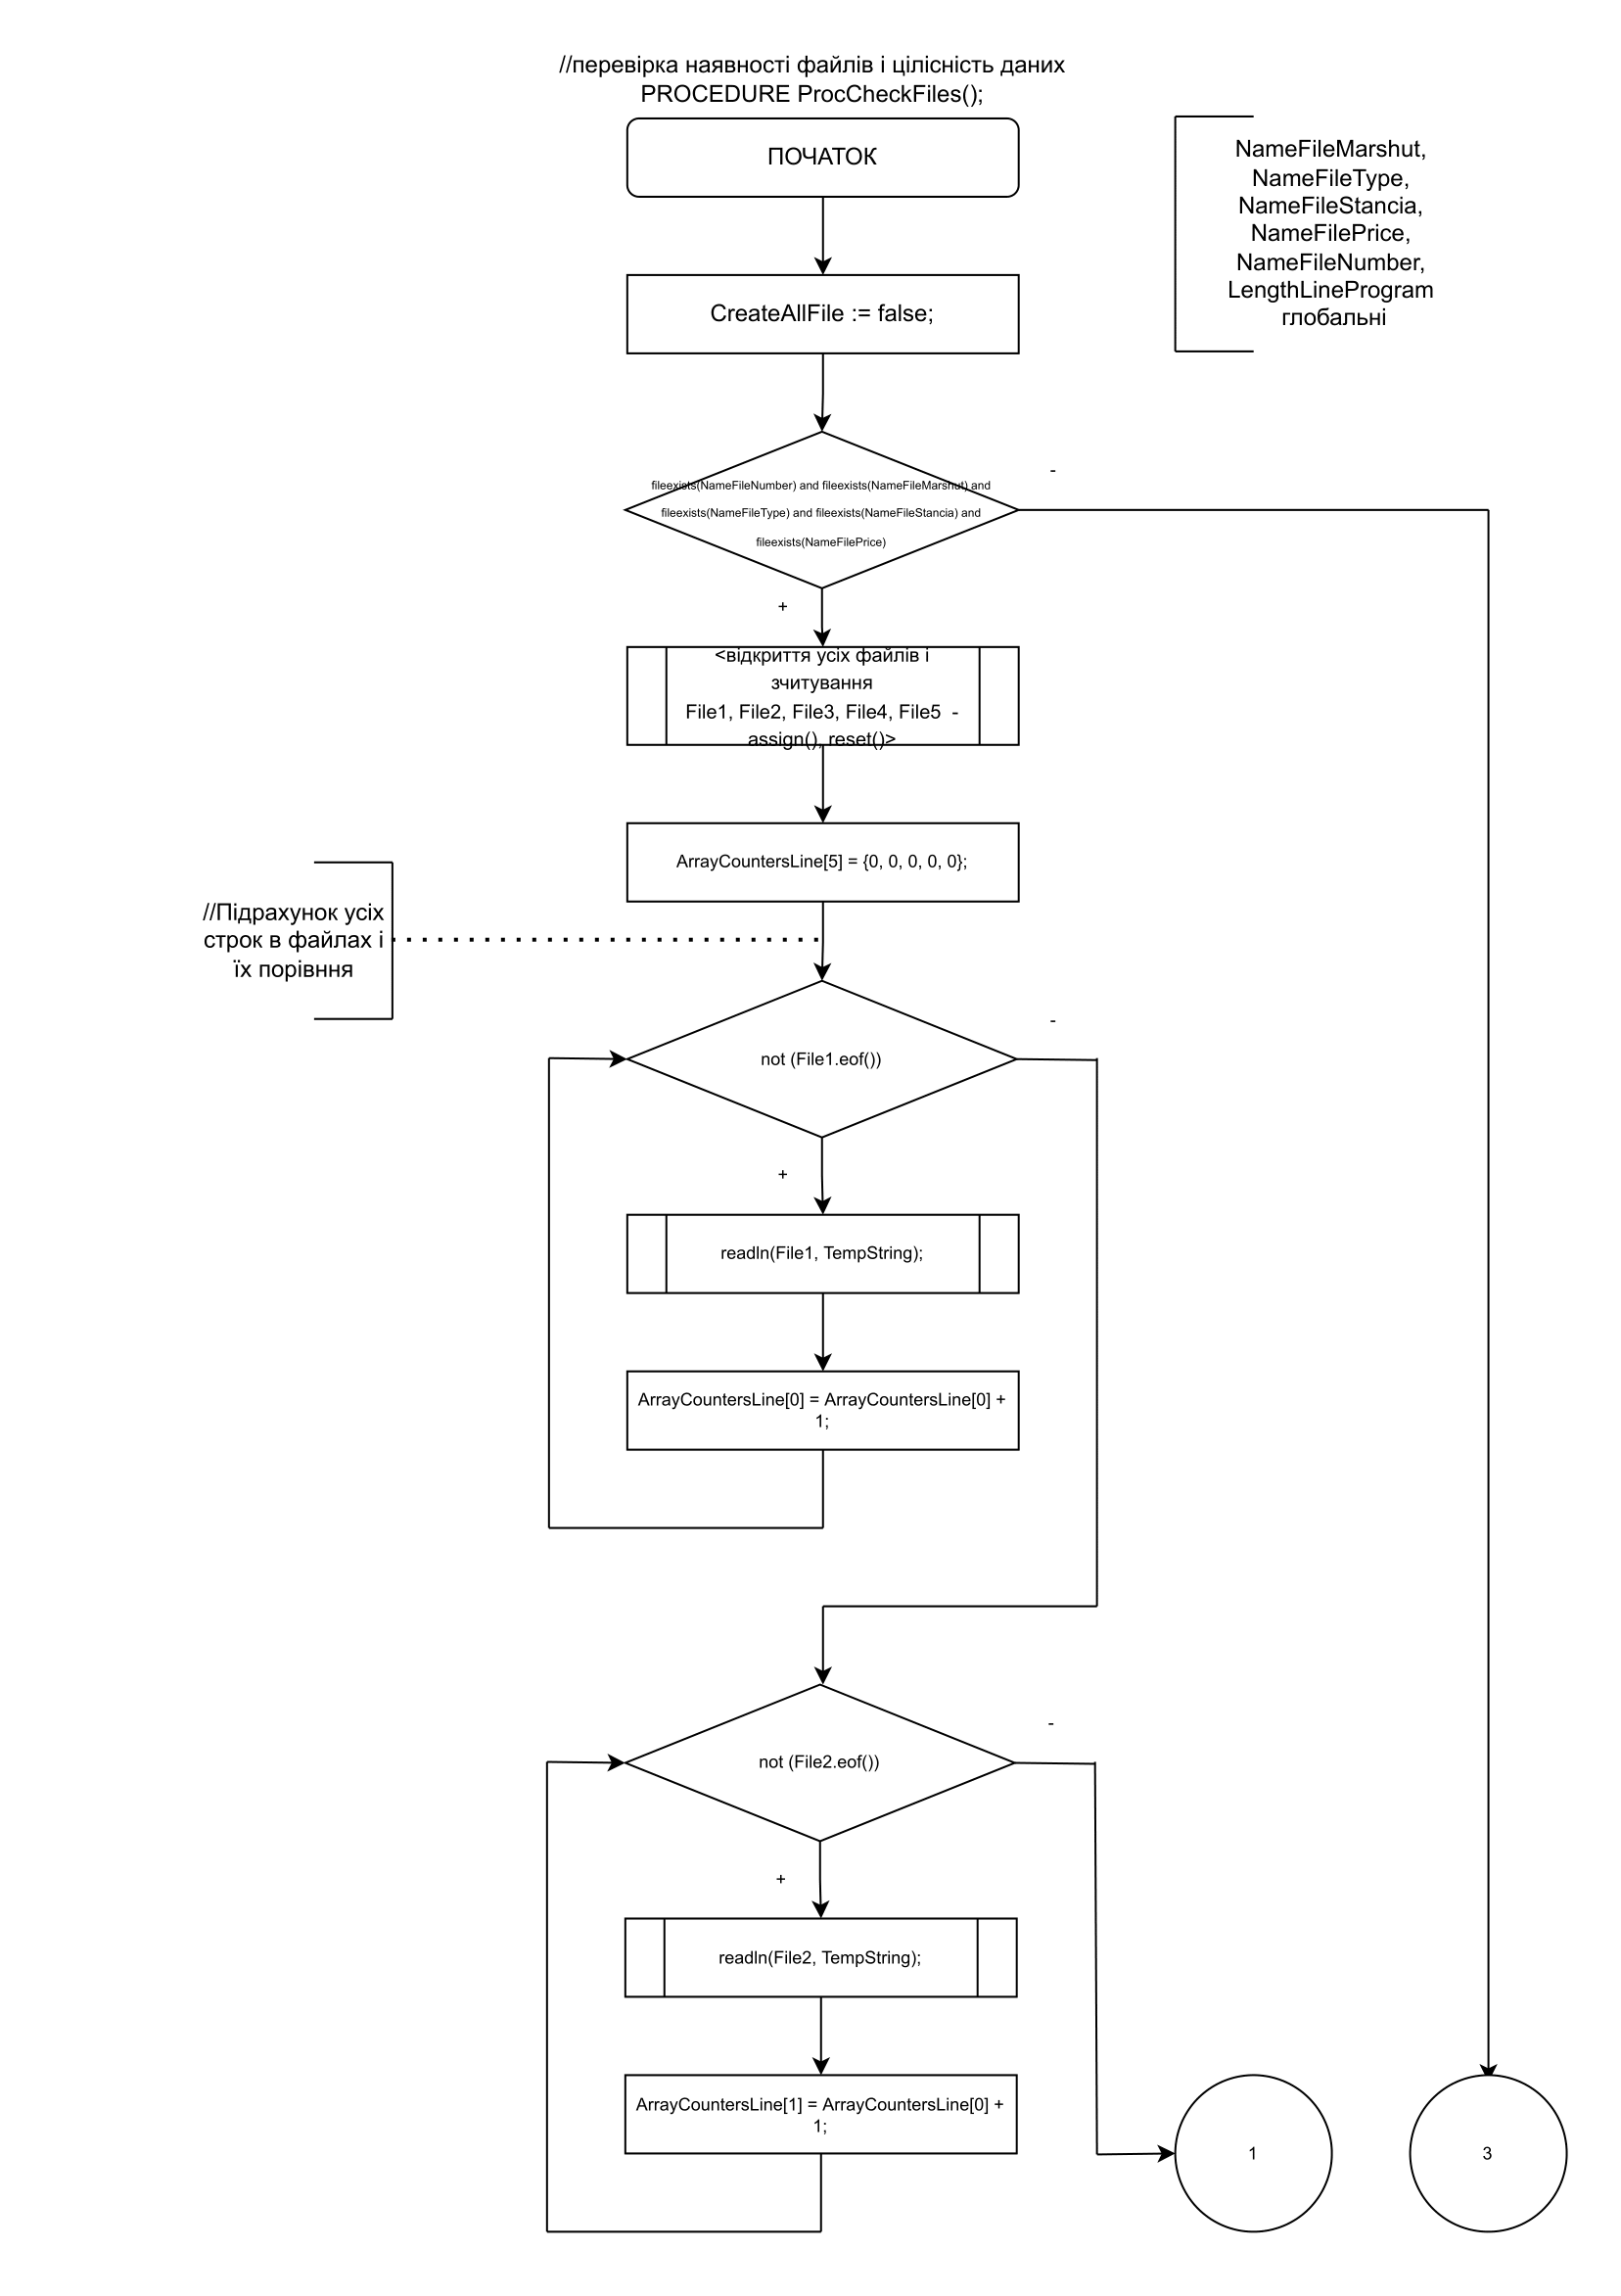 //перевірка наявності файлів і цілісність даних
PROCEDURE ProcCheckFiles();
ПОЧАТОК
NameFileMarshut,
NameFileType,
NameFileStancia,
NameFilePrice,
NameFileNumber,
LengthLineProgram
глобальні
CreateAllFile := false;
-
fileexists(NameFileNumber) and fileexists(NameFileMarshut) and
fileexists(NameFileType) and fileexists(NameFileStancia) and
fileexists(NameFilePrice)
+
<відкриття усіх файлів і
зчитування
File1, File2, File3, File4, File5 -
assign(), reset()>
ArrayCountersLine[5] = {0, 0, 0, 0, 0};
//Підрахунок усіх
строк в файлах і
їх порівння
-
not (File1.eof())
+
readln(File1, TempString);
ArrayCountersLine[0] = ArrayCountersLine[0] +
1;
-
not (File2.eof())
+
readln(File2, TempString);
ArrayCountersLine[1] = ArrayCountersLine[0] +
1;
1
3